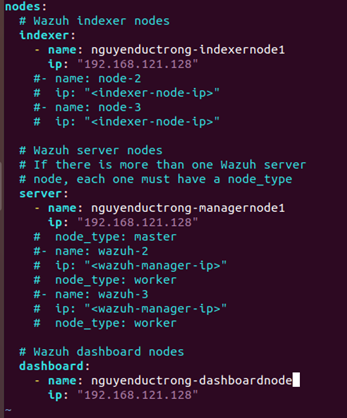 nodes:
  # Wazuh indexer nodes
  indexer:
    - name: nguyenductrong-indexernode1
      ip: "192.168.121.128"
    #- name: node-2
    #  ip: "<indexer-node-ip>"
    #- name: node-3
    #  ip: "<indexer-node-ip>"

  # Wazuh server nodes
  # If there is more than one Wazuh server
  # node, each one must have a node_type
  server:
    - name: nguyenductrong-managernode1
      ip: "192.168.121.128"
    #  node_type: master
    #- name: wazuh-2
    #  ip: "<wazuh-manager-ip>"
    #  node_type: worker
    #- name: wazuh-3
    #  ip: "<wazuh-manager-ip>"
    #  node_type: worker

  # Wazuh dashboard nodes
  dashboard:
    - name: nguyenductrong-dashboardnode
      ip: "192.168.121.128"
~